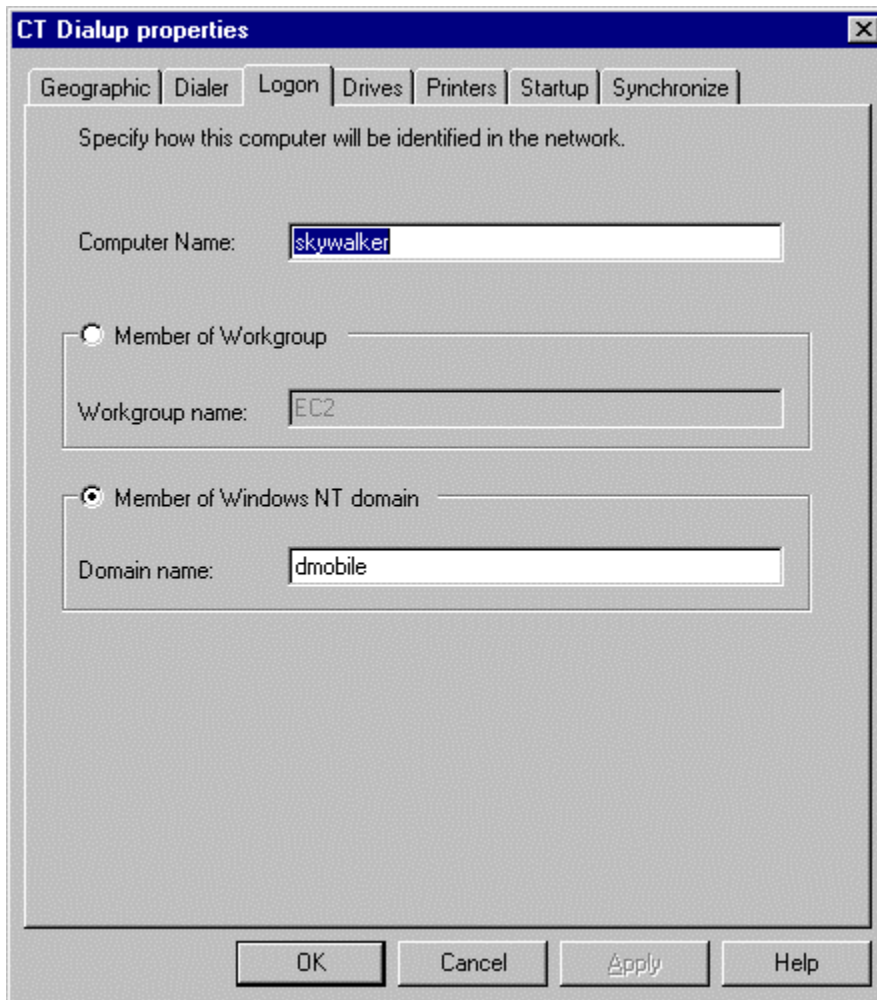 CT Dialup properties
Geographic Dialer Logon Drives Printers Startup Synchronize
Specify how this computer will be identified in the network.
Computer Name: skywalker
Member of Workgroup
Workgroup name: EC2
Member of Windows NT domain
Domain name: dmobile
OK Cancel Apply Help